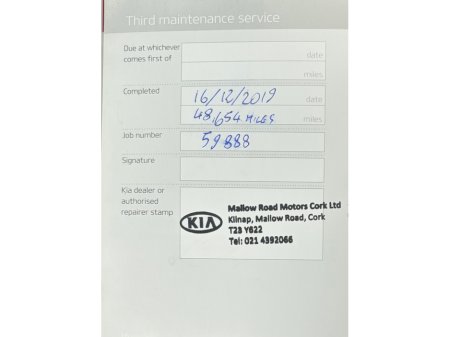 Third maintenance service
Due at whichever
comes first of
date
miles
Completed
16/12/2019 date
48,654 MILES miles
Job number
59888
Signature
Kia dealer or
authorised
repairer stamp
KIA
Mallow Road Motors Cork Ltd
Kilnap, Mallow Road, Cork
T23 Y622
Tel: 021 4392066